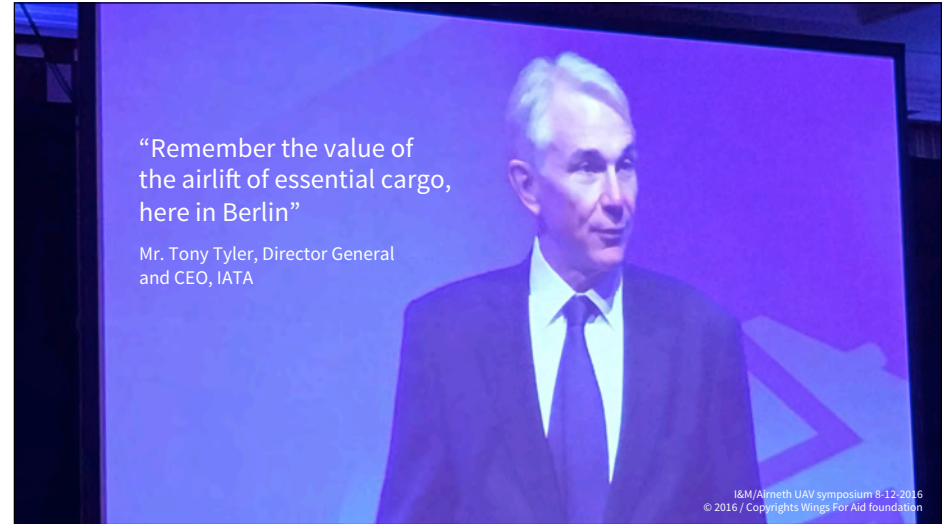 “Remember the value of
the airlift of essential cargo,
here in Berlin”
Mr. Tony Tyler, Director General
and CEO, IATA
I&M/Airneth UAV symposium 8-12-2016
© 2016 / Copyrights Wings For Aid foundation